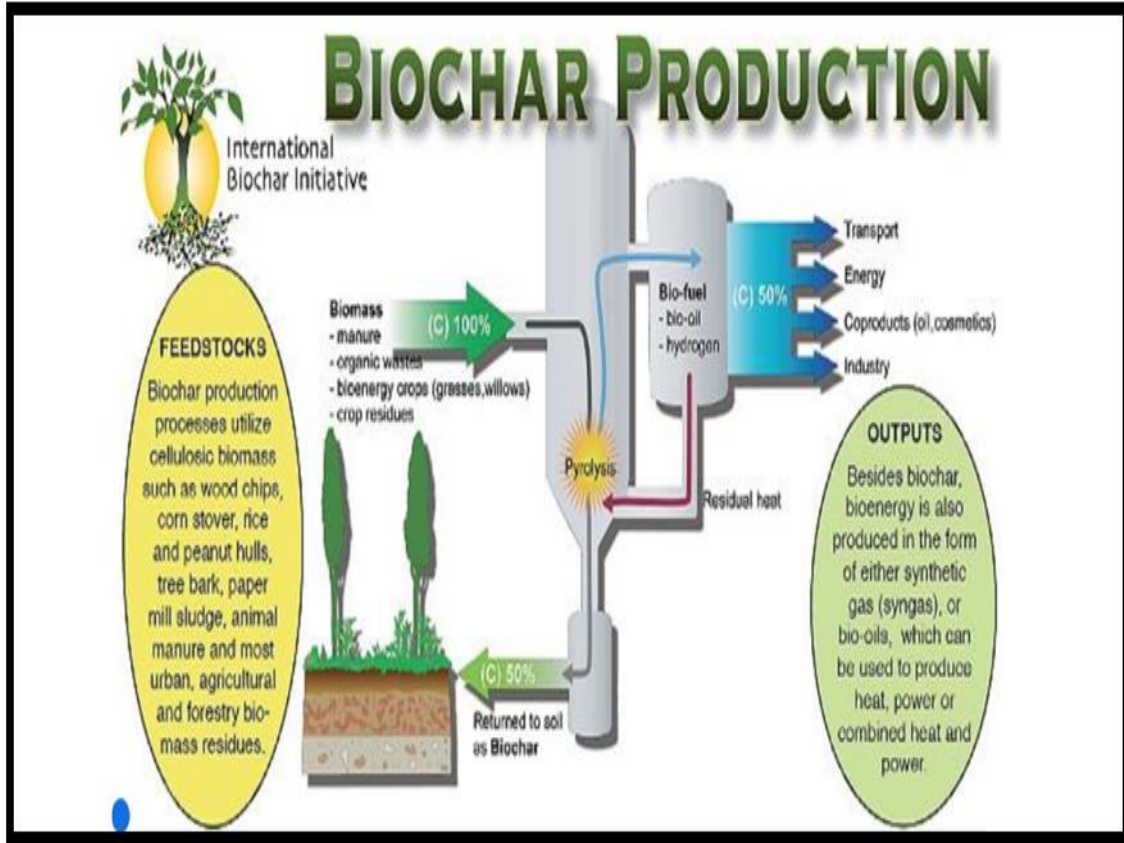 BIOCHAR PRODUCTION
International
Biochar Initiative
FEEDSTOCKS
Biochar production
processes utilize
cellulosic biomass
such as wood chips,
corn stover, rice
and peanut hulls,
tree bark, paper
mill sludge, animal
manure and most
urban, agricultural
and forestry bio-
mass residues.
Biomass
- manure
- organic wastes
- bioenergy crops (grasses,willows)
- crop residues
(C) 100%
Pyrolysis
Bio-fuel
- bio-oil
- hydrogen
(C) 50%
Transport
Energy
Coproducts (oil,cosmetics)
Industry
Residual heat
(C) 50%
Returned to soil
as Biochar
OUTPUTS
Besides biochar,
bioenergy is also
produced in the form
of either synthetic
gas (syngas), or
bio-oils, which can
be used to produce
heat, power or
combined heat and
power.